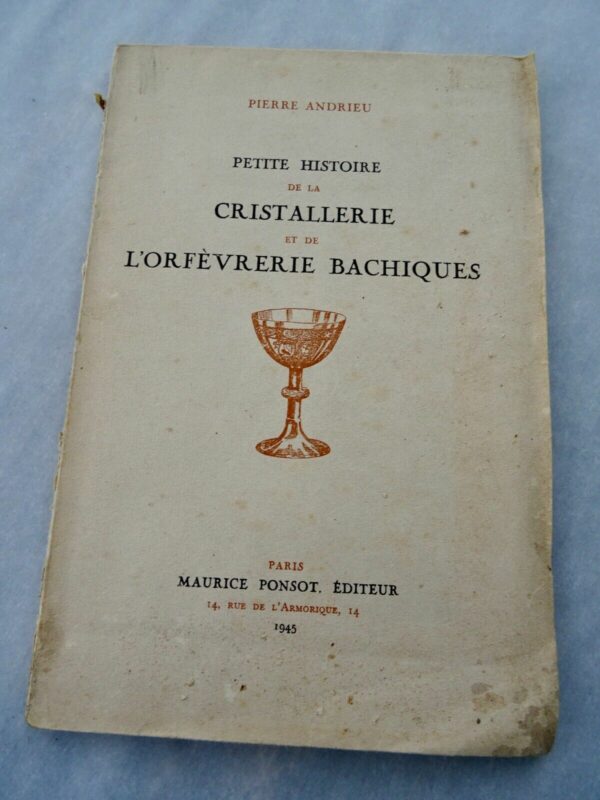 PIERRE ANDRIEU
PETITE HISTOIRE
DE LA
CRISTALLERIE
ET DE
L'ORFÈVRERIE BACHIQUES
PARIS
MAURICE PONSOT, ÉDITEUR
14, RUE DE L'ARMORIQUE, 14
1945